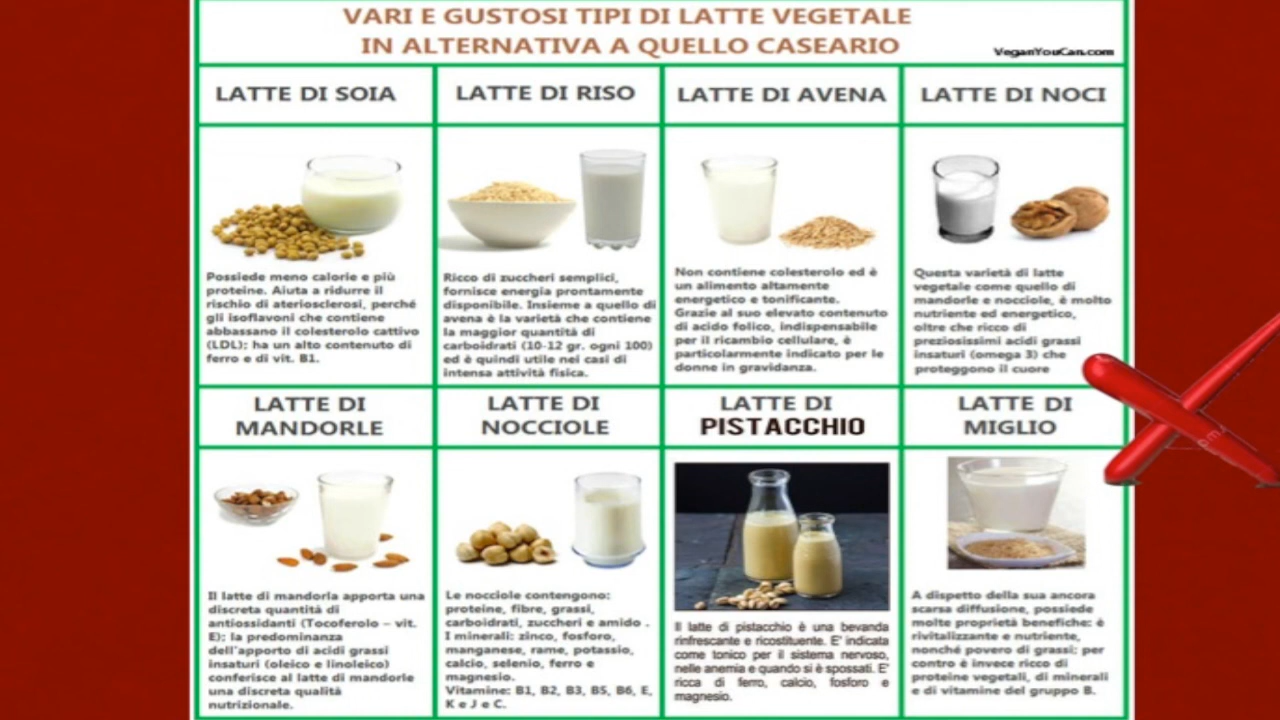 VARI E GUSTOSI TIPI DI LATTE VEGETALE
IN ALTERNATIVA A QUELLO CASEARIO
VeganYouCan.com
LATTE DI SOIA
LATTE DI RISO
LATTE DI AVENA
LATTE DI NOCI
Possiede meno calorie e più
proteine. Aiuta a ridurre il
rischio di ateriosclerosi, perché
gli isoflavoni che contiene
abbassano il colesterolo cattivo
(LDL); ha un alto contenuto di
ferro e di vit. B1.
Ricco di zuccheri semplici,
fornisce energia prontamente
disponibile. Insieme a quello di
avena è la varietà che contiene
la maggior quantità di
carboidrati (10-12 gr. ogni 100)
ed è quindi utile nei casi di
intensa attività fisica.
Non contiene colesterolo ed è
un alimento altamente
energetico e tonificante.
Grazie al suo elevato contenuto
di acido folico, indispensabile
per il ricambio cellulare, è
particolarmente indicato per le
donne in gravidanza.
Questa varietà di latte
vegetale come quello di
mandorle e nocciole, è molto
nutriente ed energetico,
oltre che ricco di
preziosissimi acidi grassi
insaturi (omega 3) che
proteggono il cuore
LATTE DI
MANDORLE
LATTE DI
NOCCIOLE
LATTE DI
PISTACCHIO
LATTE DI
MIGLIO
Il latte di mandorla apporta una
discreta quantità di
antiossidanti (Tocoferolo – vit.
E); la predominanza
dell'apporto di acidi grassi
insaturi (oleico e linoleico)
conferisce al latte di mandorle
una discreta qualità
nutrizionale.
Le nocciole contengono:
proteine, fibre, grassi,
carboidrati, zuccheri e amido .
I minerali: zinco, fosforo,
manganese, rame, potassio,
calcio, selenio, ferro e
magnesio.
Vitamine: B1, B2, B3, B5, B6, E,
K e J e C.
Il latte di pistacchio è una bevanda
rinfrescante e ricostituente. E' indicata
come tonico per il sistema nervoso,
nelle anemia e quando si è spossati. E'
ricca di ferro, calcio, fosforo e
magnesio.
A dispetto della sua ancora
scarsa diffusione, possiede
molte proprietà benefiche: è
rivitalizzante e nutriente,
nonché povero di grassi; per
contro è invece ricco di
proteine vegetali, di minerali
e di vitamine del gruppo B.